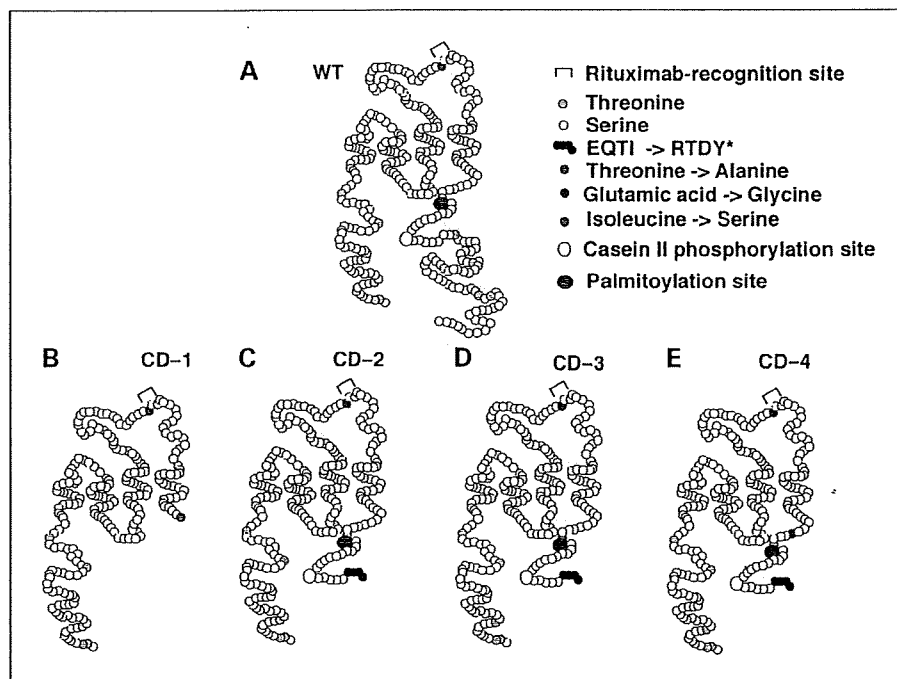 A WT
Rituximab-recognition site
Threonine
Serine
EQTI -> RTDY*
Threonine -> Alanine
Glutamic acid -> Glycine
Isoleucine -> Serine
Casein II phosphorylation site
Palmitoylation site
B CD-1
C CD-2
D CD-3
E CD-4